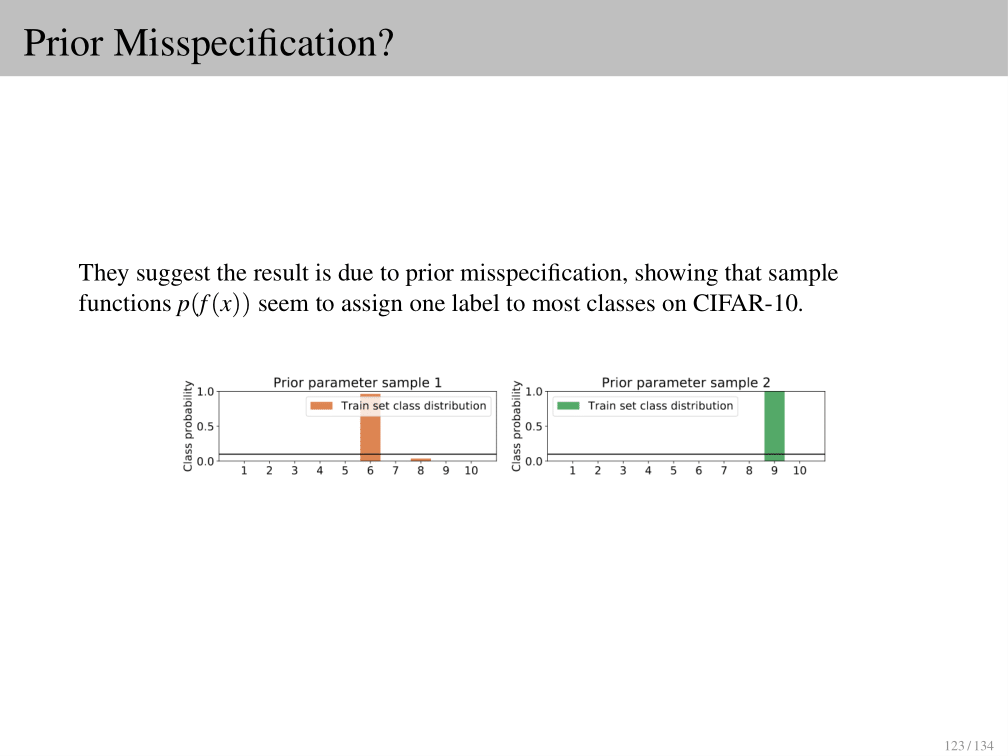 Prior Misspecification?
They suggest the result is due to prior misspecification, showing that sample
functions p(f(x)) seem to assign one label to most classes on CIFAR-10.
Prior parameter sample 1
Class probability
1.0
0.5
0.0
Train set class distribution
1 2 3 4 5 6 7 8 9 10
Prior parameter sample 2
Class probability
1.0
0.5
0.0
Train set class distribution
1 2 3 4 5 6 7 8 9 10
123 / 134